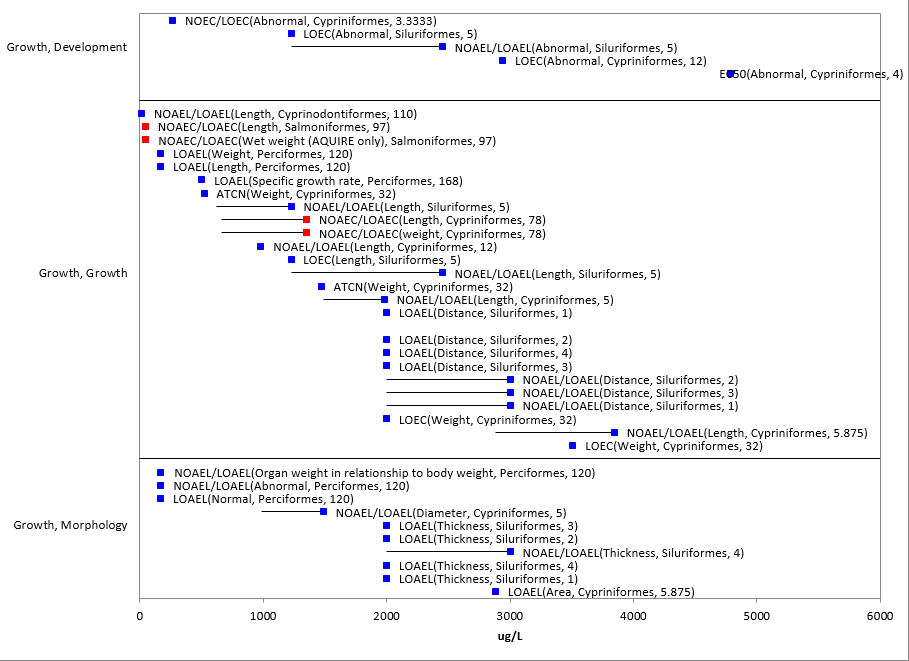 NOEC/LOEC(Abnormal, Cypriniformes, 3.3333)
LOEC(Abnormal, Siluriformes, 5)
Growth, Development
NOAEL/LOAEL(Abnormal, Siluriformes, 5)
LOEC(Abnormal, Cypriniformes, 12)
EC50(Abnormal, Cypriniformes, 4)
NOAEL/LOAEL(Length, Cyprinodontiformes, 110)
NOAEC/LOAEC(Length, Salmoniformes, 97)
NOAEC/LOAEC(Wet weight (AQUIRE only), Salmoniformes, 97)
LOAEL(Weight, Perciformes, 120)
LOAEL(Length, Perciformes, 120)
LOAEL(Specific growth rate, Perciformes, 168)
ATCN(Weight, Cypriniformes, 32)
NOAEL/LOAEL(Length, Siluriformes, 5)
NOAEC/LOAEC(Length, Cypriniformes, 78)
NOAEC/LOAEC(weight, Cypriniformes, 78)
NOAEL/LOAEL(Length, Cypriniformes, 12)
LOEC(Length, Siluriformes, 5)
Growth, Growth
NOAEL/LOAEL(Length, Siluriformes, 5)
ATCN(Weight, Cypriniformes, 32)
NOAEL/LOAEL(Length, Cypriniformes, 5)
LOAEL(Distance, Siluriformes, 1)
LOAEL(Distance, Siluriformes, 2)
LOAEL(Distance, Siluriformes, 4)
LOAEL(Distance, Siluriformes, 3)
NOAEL/LOAEL(Distance, Siluriformes, 2)
NOAEL/LOAEL(Distance, Siluriformes, 3)
NOAEL/LOAEL(Distance, Siluriformes, 1)
LOEC(Weight, Cypriniformes, 32)
NOAEL/LOAEL(Length, Cypriniformes, 5.875)
LOEC(Weight, Cypriniformes, 32)
NOAEL/LOAEL(Organ weight in relationship to body weight, Perciformes, 120)
NOAEL/LOAEL(Abnormal, Perciformes, 120)
LOAEL(Normal, Perciformes, 120)
NOAEL/LOAEL(Diameter, Cypriniformes, 5)
Growth, Morphology
LOAEL(Thickness, Siluriformes, 3)
LOAEL(Thickness, Siluriformes, 2)
NOAEL/LOAEL(Thickness, Siluriformes, 4)
LOAEL(Thickness, Siluriformes, 4)
LOAEL(Thickness, Siluriformes, 1)
LOAEL(Area, Cypriniformes, 5.875)
0 1000 2000 3000 4000 5000 6000
ug/L